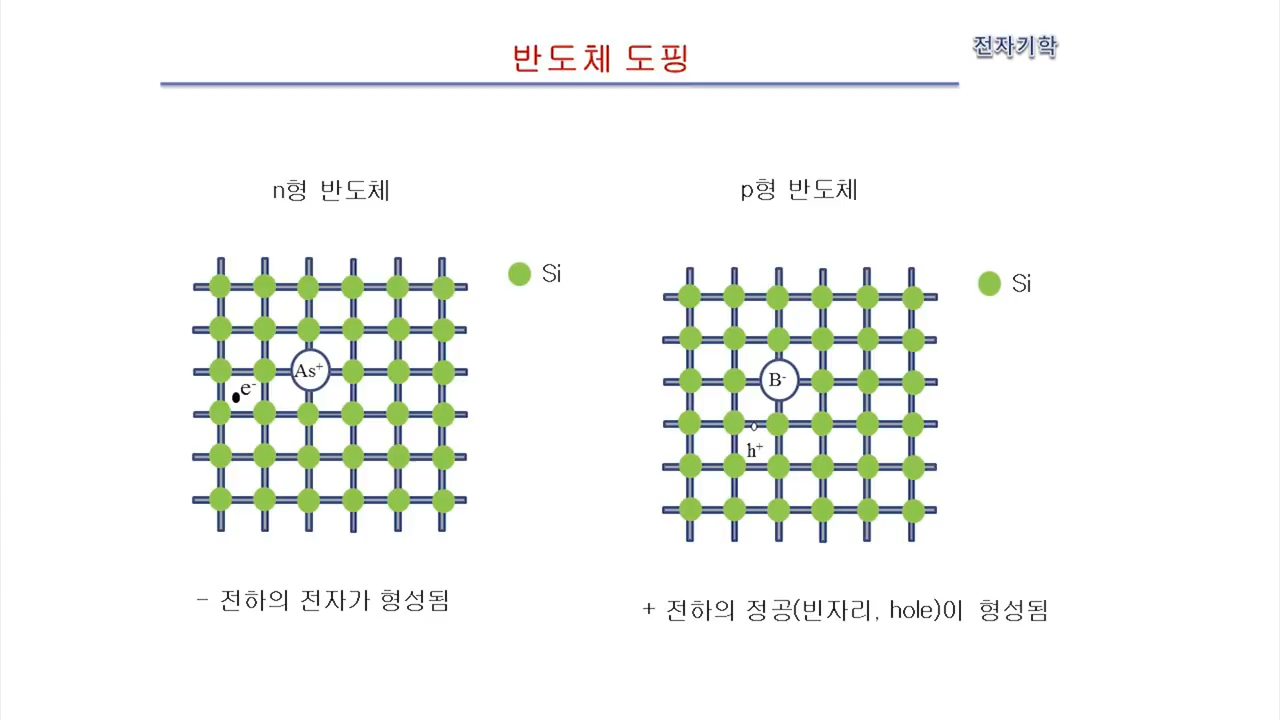 반도체 도핑
전자기학
n형 반도체
p형 반도체
Si
Si
As⁺
e⁻
B⁻
h⁺
- 전하의 전자가 형성됨
+ 전하의 정공(빈자리, hole)이 형성됨